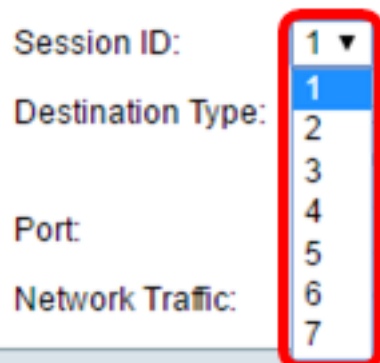 Session ID: 1 ▼
1
Destination Type:
2
3
4
Port:
5
Network Traffic: 6
7